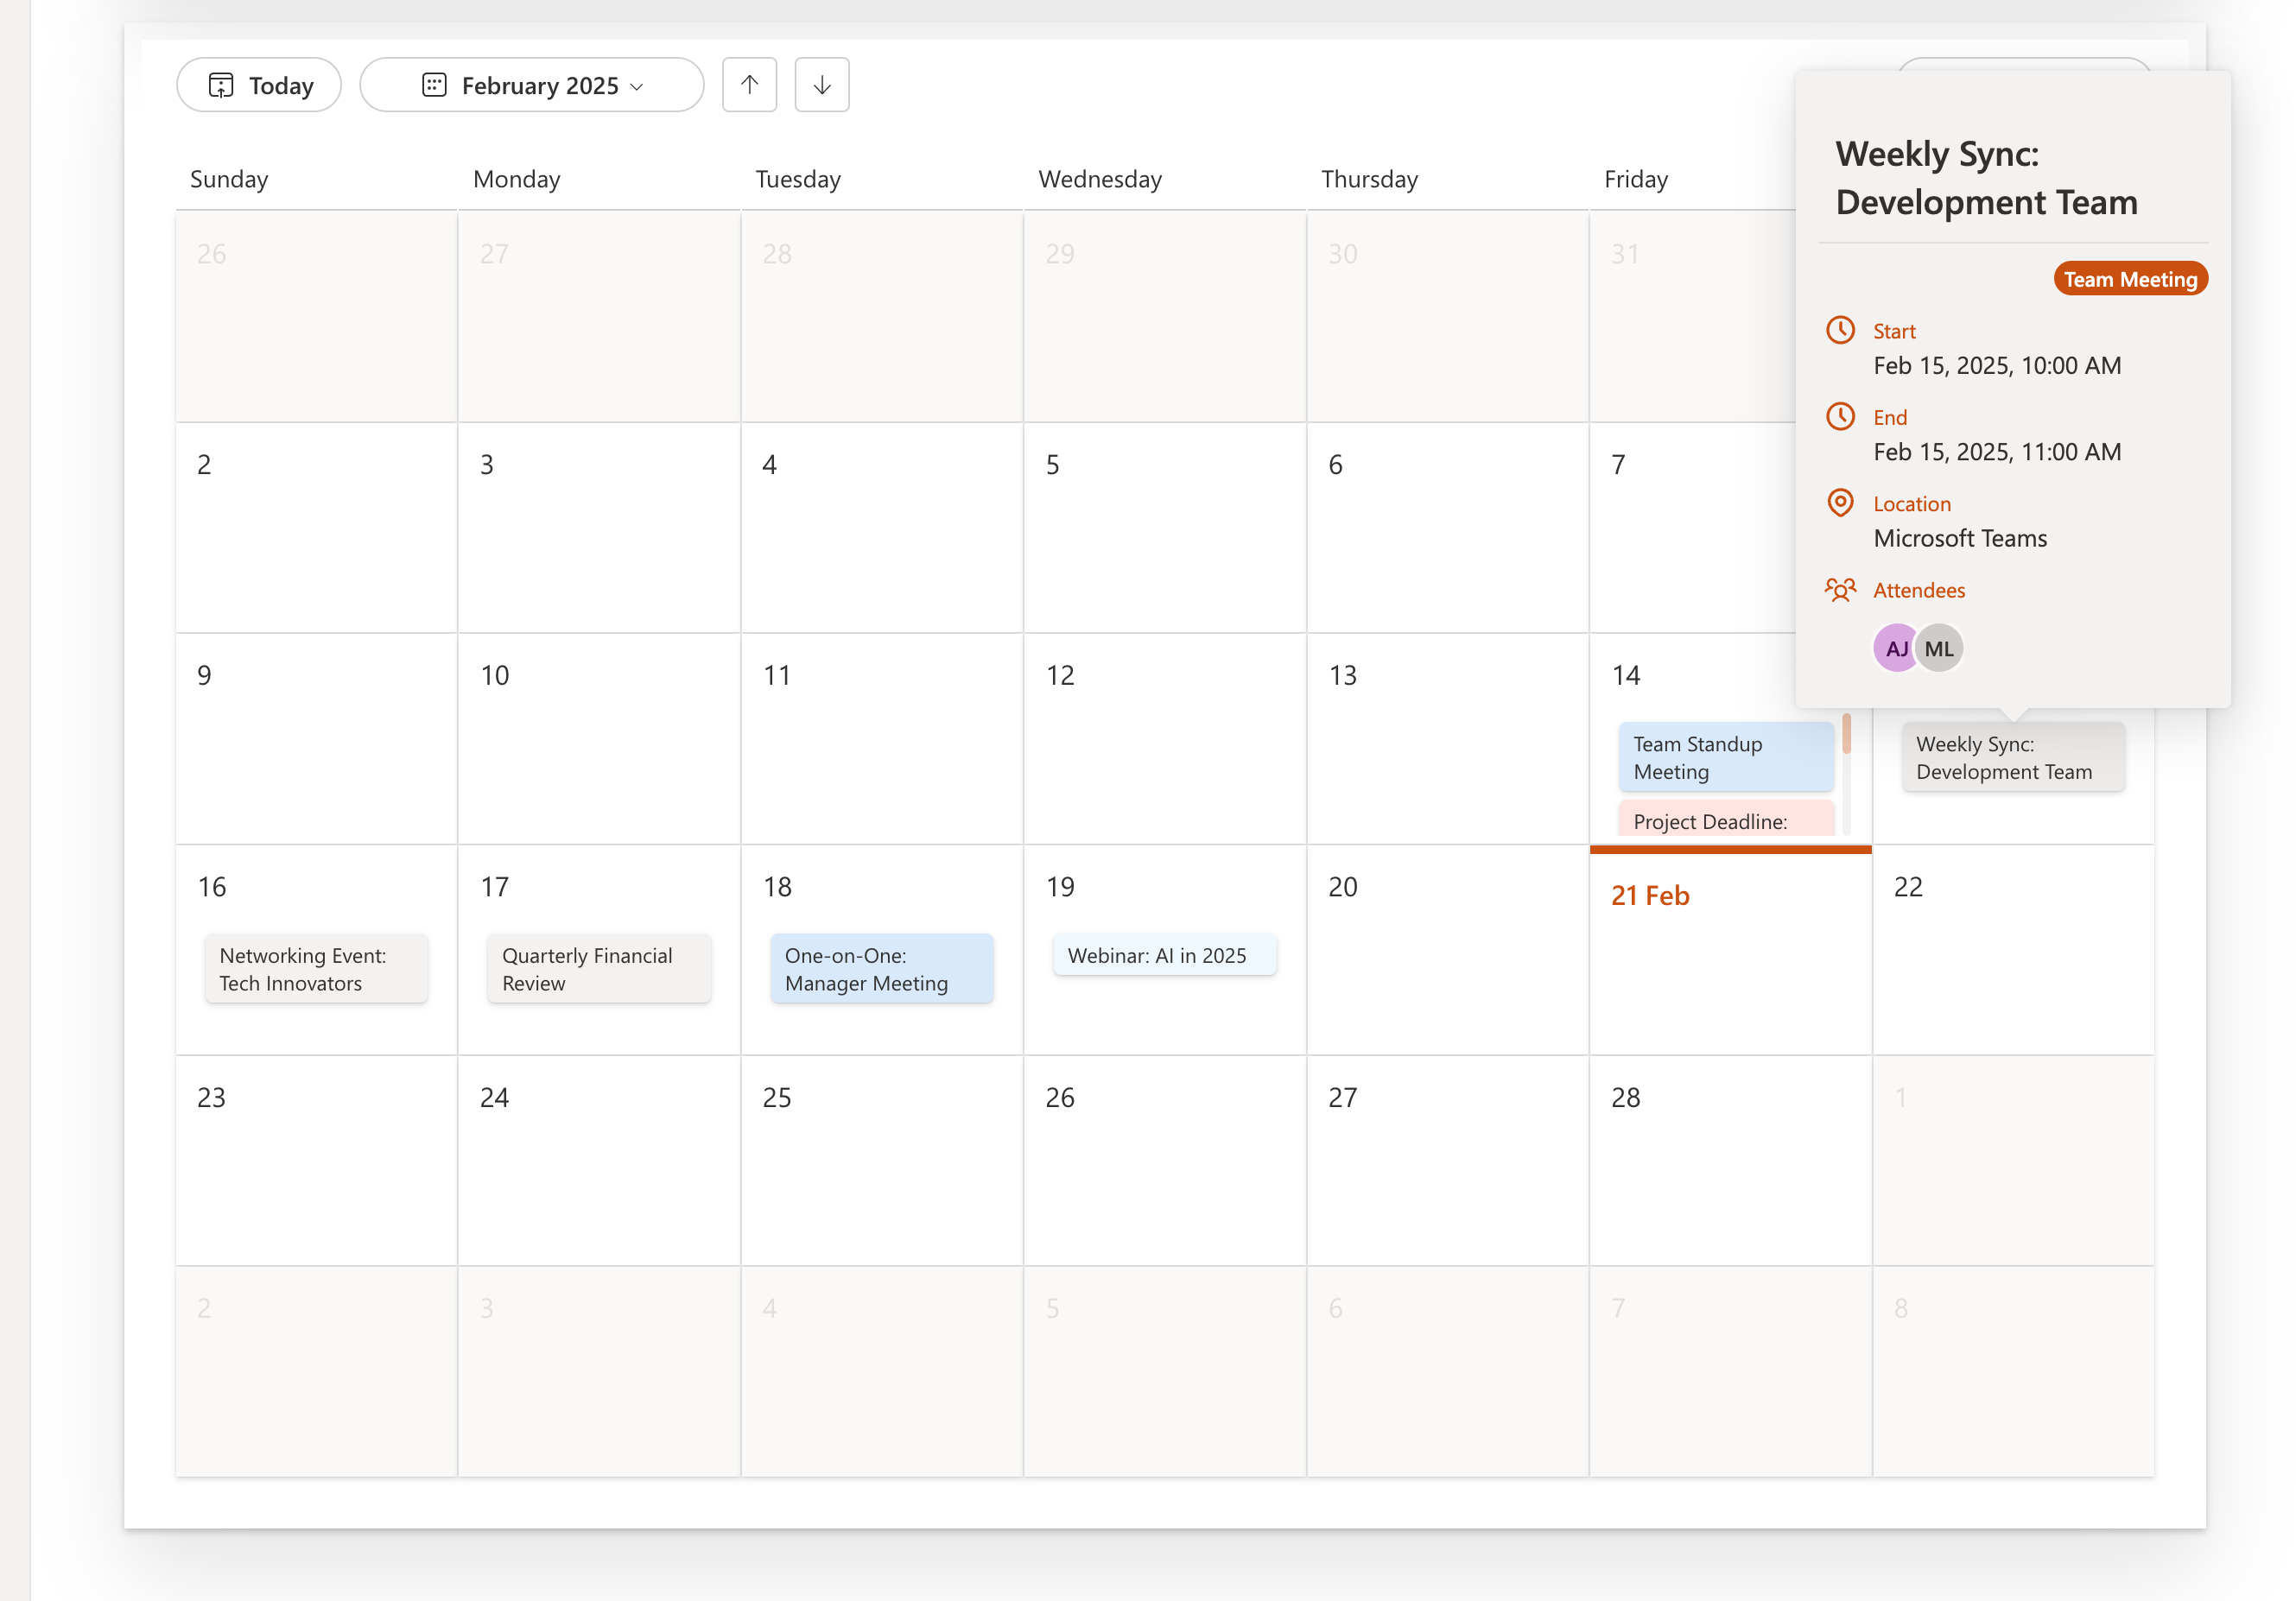 Today
February 2025
Sunday
Monday
Tuesday
Wednesday
Thursday
Friday
26
27
28
29
30
31
2
3
4
5
6
7
9
10
11
12
13
14
Team Standup
Meeting
Project Deadline:
Weekly Sync:
Development Team
16
Networking Event:
Tech Innovators
17
Quarterly Financial
Review
18
One-on-One:
Manager Meeting
19
Webinar: AI in 2025
20
21 Feb
22
23
24
25
26
27
28
1
2
3
4
5
6
7
8
Weekly Sync:
Development Team
Team Meeting
Start
Feb 15, 2025, 10:00 AM
End
Feb 15, 2025, 11:00 AM
Location
Microsoft Teams
Attendees
AJ
ML